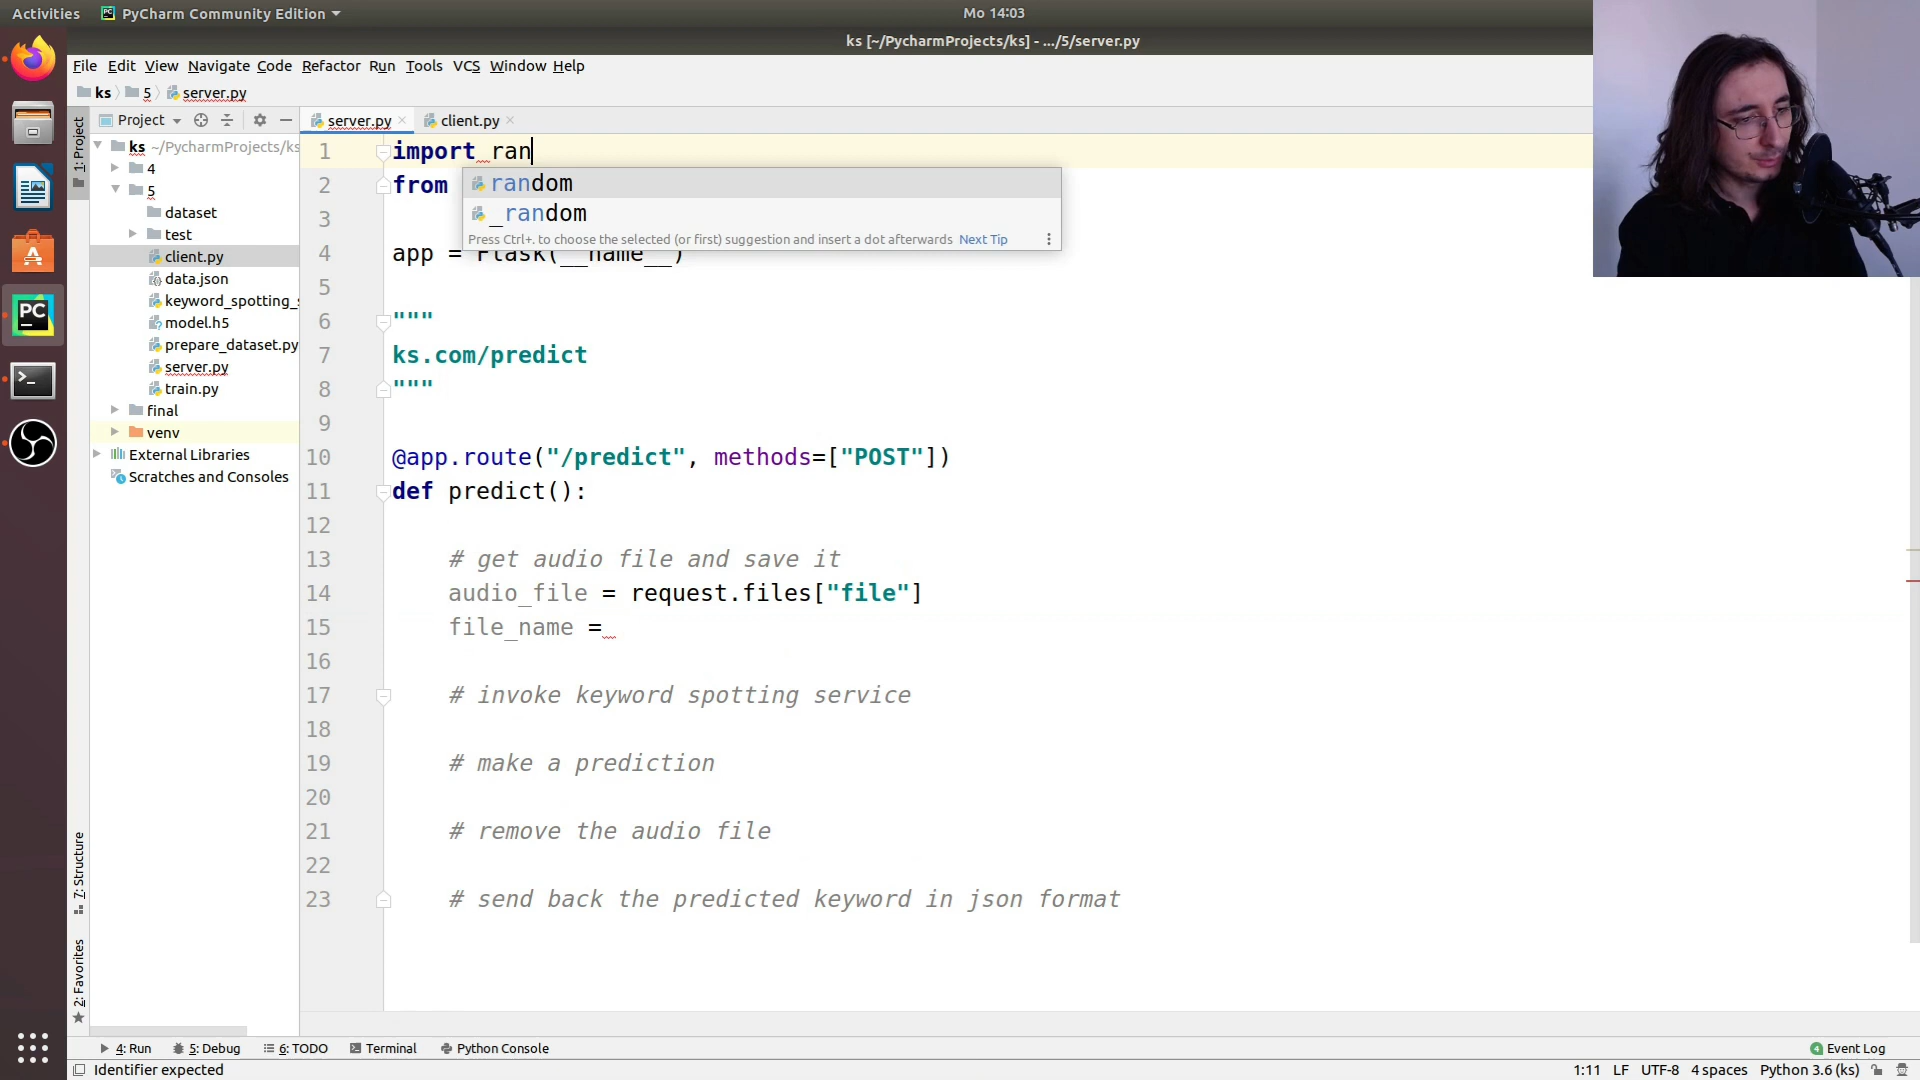 Activities
PyCharm Community Edition
Mo 14:03
ks [~/PycharmProjects/ks] - .../5/server.py
File Edit View Navigate Code Refactor Run Tools VCS Window Help
ks 5 server.py
Project
server.py
client.py
1: Project
ks ~/PycharmProjects/ks
4
5
dataset
test
client.py
data.json
keyword_spotting_s
model.h5
prepare_dataset.py
server.py
train.py
final
venv
External Libraries
Scratches and Consoles
7: Structure
2: Favorites
1 import ran
random
_random
Press Ctrl+. to choose the selected (or first) suggestion and insert a dot afterwards Next Tip
2 from
3
4 app = Flask(__name__)
5
6 """
7 ks.com/predict
8 """
9
10 @app.route("/predict", methods=["POST"])
11 def predict():
12
13 # get audio file and save it
14 audio_file = request.files["file"]
15 file_name =
16
17 # invoke keyword spotting service
18
19 # make a prediction
20
21 # remove the audio file
22
23 # send back the predicted keyword in json format
4: Run 5: Debug 6: TODO Terminal Python Console
4 Event Log
Identifier expected
1:11 LF UTF-8 4 spaces Python 3.6 (ks)